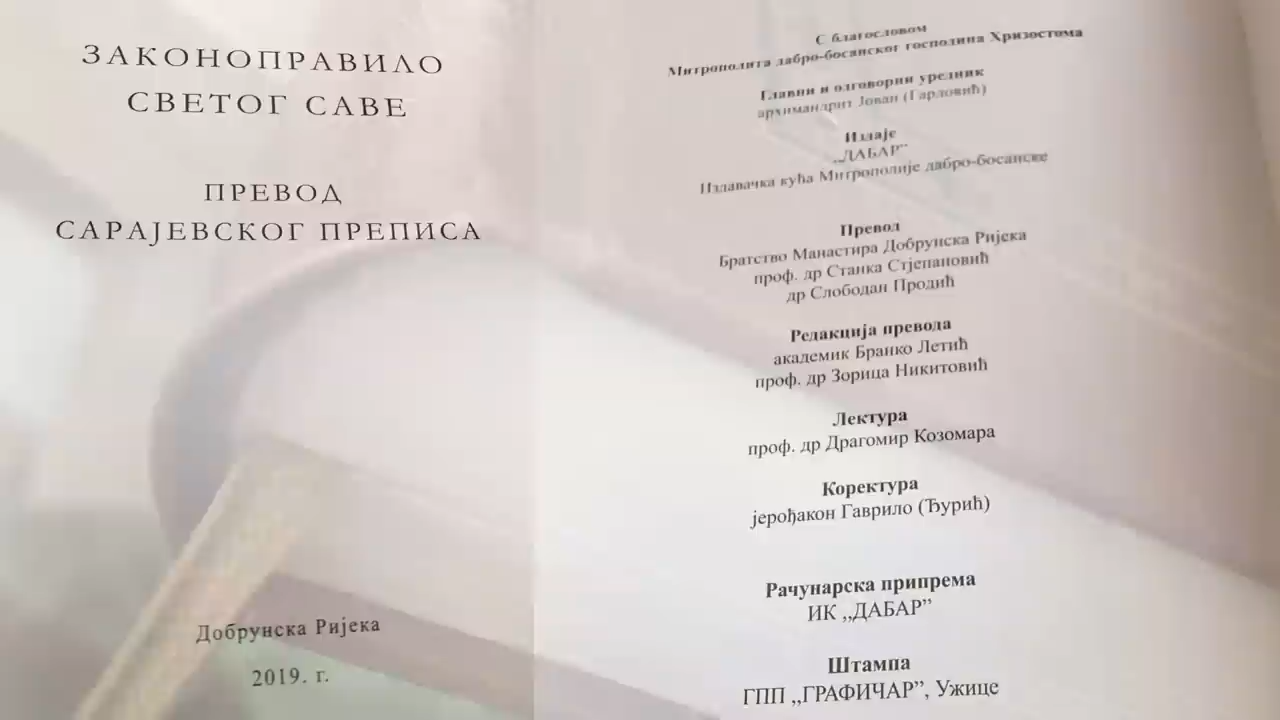 ЗАКОНОПРАВИЛО
СВЕТОГ САВЕ
ПРЕВОД
САРАЈЕВСКОГ ПРЕПИСА
Добрунска Ријека
2019. г.
С благословом
Митрополита дабро-босанског господина Хризостома
Главни и одговорни уредник
архимандрит Јован (Гарловић)
Издаје
„ДАБАР”
Издавачка кућа Митрополије дабро-босанске
Превод
Братство Манастира Добрунска Ријека
проф. др Станка Стјепановић
др Слободан Продић
Редакција превода
академик Бранко Летић
проф. др Зорица Никитовић
Лектура
проф. др Драгомир Козомара
Коректура
јерођакон Гаврило (Ђурић)
Рачунарска припрема
ИК „ДАБАР”
Штампа
ГПП „ГРАФИЧАР”, Ужице